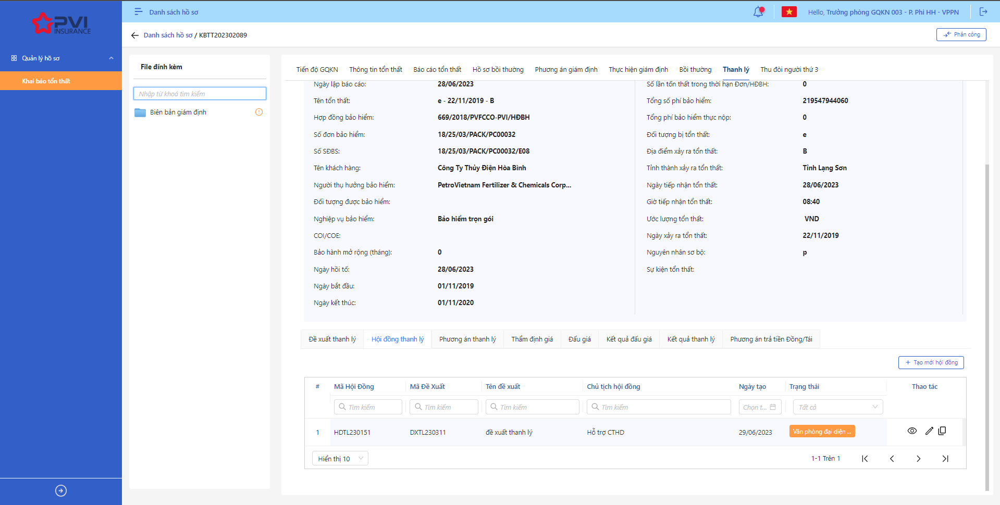 PVI
INSURANCE
Danh sách hồ sơ
Hello, Trưởng phòng GQKN 003 - P. Phi HH - VPPN
Danh sách hồ sơ / KBTT202302089
Phân công
Quản lý hồ sơ
Khai báo tổn thất
File đính kèm
Nhập từ khoá tìm kiếm
Biên bản giám định
Tiến độ GQKN Thông tin tổn thất Báo cáo tổn thất Hồ sơ bồi thường Phương án giám định Thực hiện giám định Bồi thường Thanh lý Thu đòi người thứ 3
Ngày lập báo cáo: 28/06/2023
Tên tổn thất: e - 22/11/2019 - B
Hợp đồng bảo hiểm: 669/2018/PVFCCO-PVI/HĐBH
Số đơn bảo hiểm: 18/25/03/PACK/PC00032
Số SĐBS: 18/25/03/PACK/PC00032/E08
Tên khách hàng: Công Ty Thủy Điện Hòa Bình
Người thụ hưởng bảo hiểm: PetroVietnam Fertilizer & Chemicals Corp...
Đối tượng được bảo hiểm:
Nghiệp vụ bảo hiểm: Bảo hiểm trọn gói
COI/COE:
Bảo hành mở rộng (tháng): 0
Ngày hồi tố: 28/06/2023
Ngày bắt đầu: 01/11/2019
Ngày kết thúc: 01/11/2020
Số lần tổn thất trong thời hạn Đơn/HĐBH: 0
Tổng số phí bảo hiểm: 219547944060
Tổng phí bảo hiểm thực nộp: 0
Đối tượng bị tổn thất: e
Địa điểm xảy ra tổn thất: B
Tỉnh thành xảy ra tổn thất: Tỉnh Lạng Sơn
Ngày tiếp nhận tổn thất: 28/06/2023
Giờ tiếp nhận tổn thất: 08:40
Ước lượng tổn thất: VND
Ngày xảy ra tổn thất: 22/11/2019
Nguyên nhân sơ bộ: p
Sự kiện tổn thất:
Đề xuất thanh lý Hội đồng thanh lý Phương án thanh lý Thẩm định giá Đấu giá Kết quả đấu giá Kết quả thanh lý Phương án trả tiền Đồng/Tái
+ Tạo mới hội đồng
# Mã Hội Đồng Mã Đề Xuất Tên đề xuất Chủ tịch hội đồng Ngày tạo Trạng thái Thao tác
Tìm kiếm Tìm kiếm Tìm kiếm Tìm kiếm Chọn t... Tất cả
1 HDTL230151 DXTL230311 đề xuất thanh lý Hỗ trợ CTHD 29/06/2023 Văn phòng đại diện ...
Hiển thị 10 1-1 Trên 1